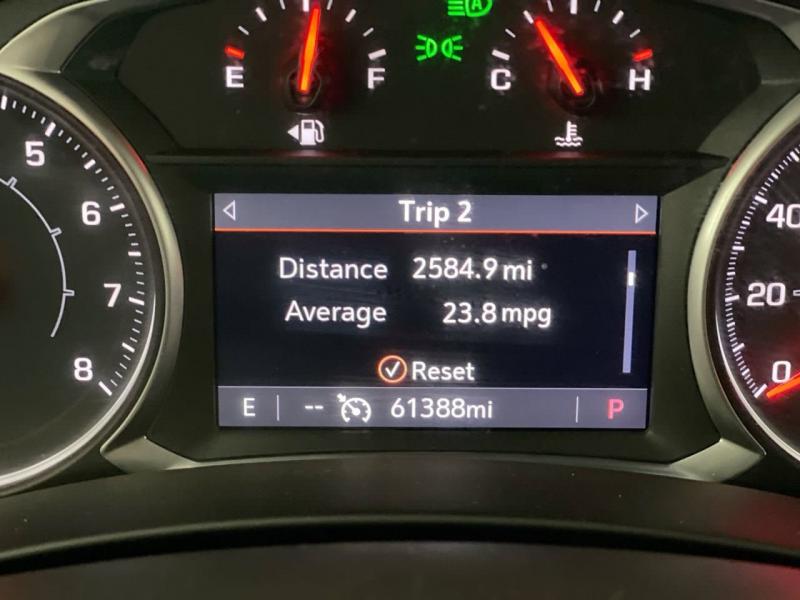 A
E F C H
5
6
7
8
Trip 2
Distance 2584.9 mi
Average 23.8 mpg
Reset
E -- 61388mi P
40
20
0